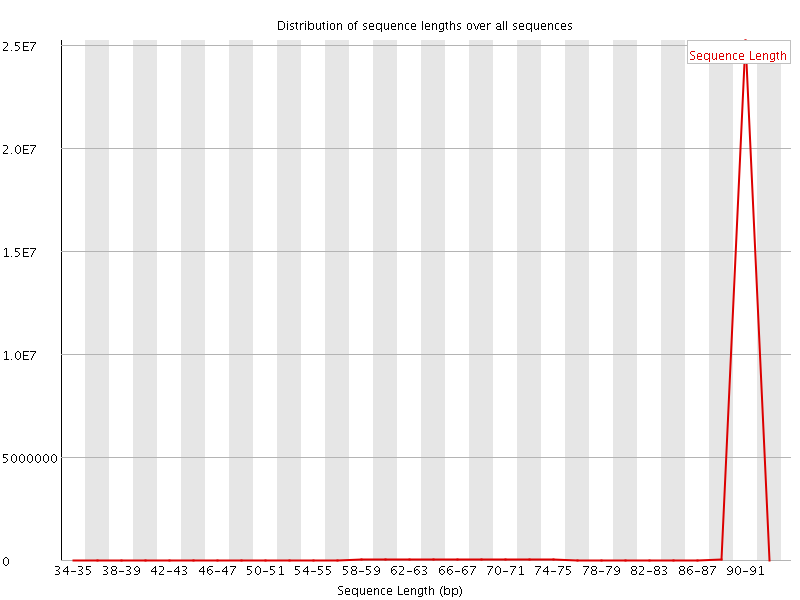 Distribution of sequence lengths over all sequences
2.5E7
Sequence Length
2.0E7
1.5E7
1.0E7
5000000
0
34-35 38-39 42-43 46-47 50-51 54-55 58-59 62-63 66-67 70-71 74-75 78-79 82-83 86-87 90-91
Sequence Length (bp)